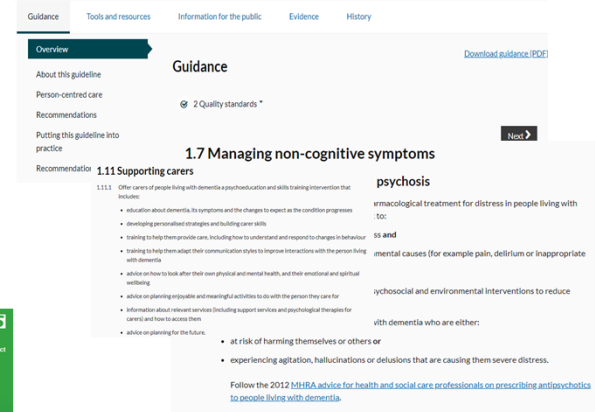 Guidance
Tools and resources
Information for the public
Evidence
History
Overview
Download guidance (PDF)
About this guideline
Guidance
Person-centred care
2 Quality standards
Recommendations
Putting this guideline into
practice
Next
Recommendation
1.7 Managing non-cognitive symptoms
1.11 Supporting carers
1.11.1 Offer carers of people living with dementia a psychoeducation and skills training intervention that
includes:
• education about dementia, its symptoms and the changes to expect as the condition progresses
• developing personalised strategies and building carer skills
• training to help them provide care, including how to understand and respond to changes in behaviour
• training to help them adapt their communication styles to improve interactions with the person living
with dementia
• advice on how to look after their own physical and mental health, and their emotional and spiritual
wellbeing
• advice on planning enjoyable and meaningful activities to do with the person they care for
• information about relevant services (including support services and psychological therapies for
carers) and how to access them
• advice on planning for the future.
psychosis
rmacological treatment for distress in people living with
to:
ss and
nmental causes (for example pain, delirium or inappropriate
ychosocial and environmental interventions to reduce
with dementia who are either:
• at risk of harming themselves or others or
• experiencing agitation, hallucinations or delusions that are causing them severe distress.
Follow the 2012 MHRA advice for health and social care professionals on prescribing antipsychotics
to people living with dementia.